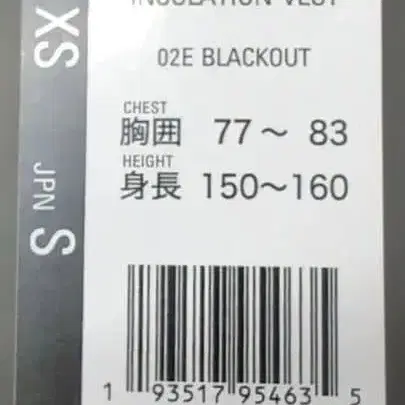 XS
JPN S
INSULATION VEST
02E BLACKOUT
CHEST
胸囲 77～ 83
HEIGHT
身長 150～160
1 93517 95463 5